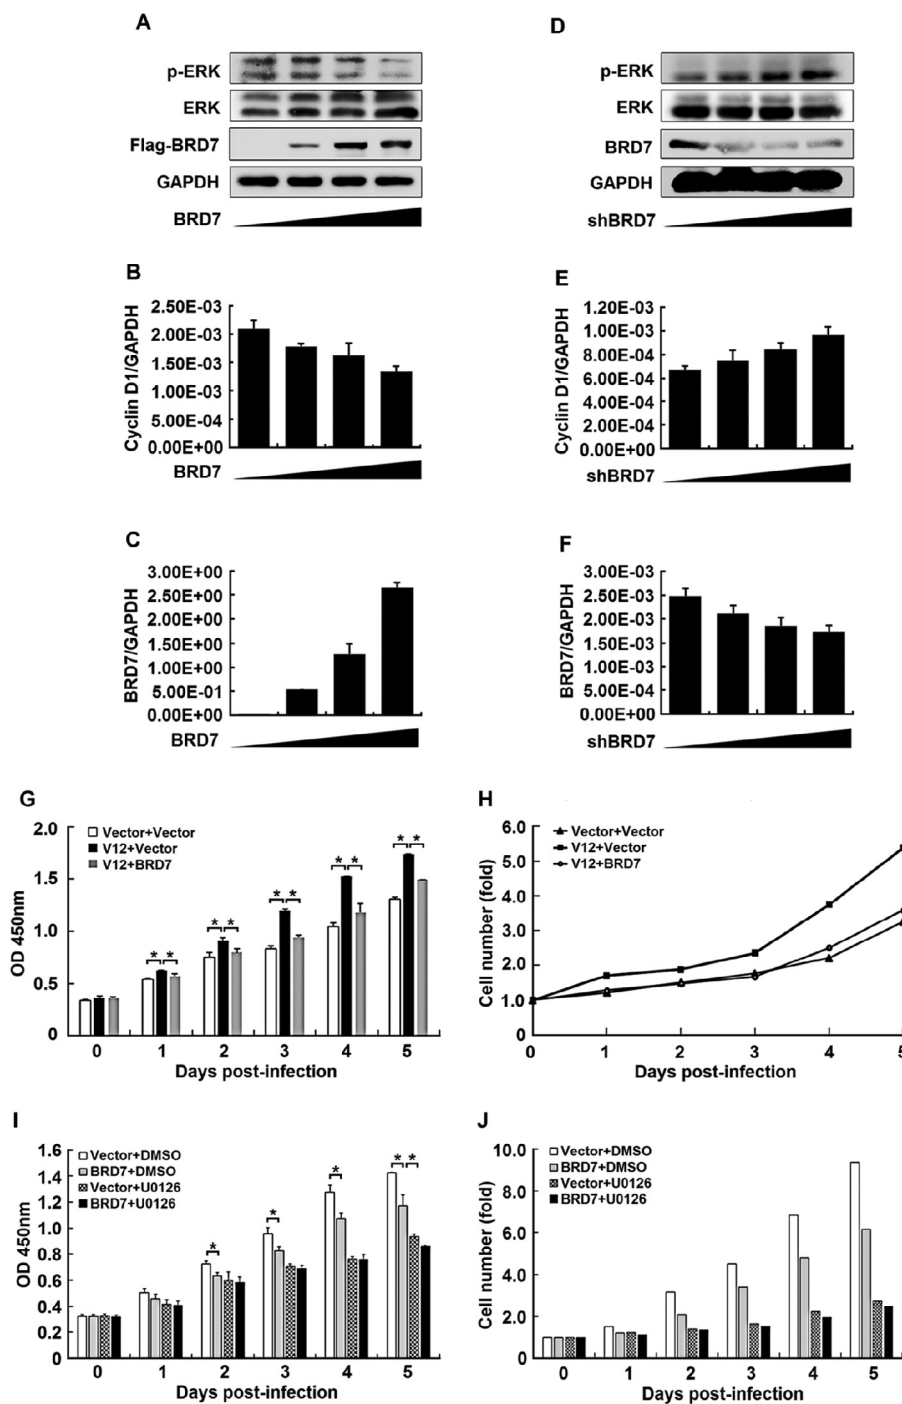 A
p-ERK
ERK
Flag-BRD7
GAPDH
BRD7
D
p-ERK
ERK
BRD7
GAPDH
shBRD7
B
Cyclin D1/GAPDH
2.50E-03
2.00E-03
1.50E-03
1.00E-03
5.00E-04
0.00E+00
BRD7
E
Cyclin D1/GAPDH
1.20E-03
1.00E-03
8.00E-04
6.00E-04
4.00E-04
2.00E-04
0.00E+00
shBRD7
C
BRD7/GAPDH
3.00E+00
2.50E+00
2.00E+00
1.50E+00
1.00E+00
5.00E-01
0.00E+00
BRD7
F
BRD7/GAPDH
3.00E-03
2.50E-03
2.00E-03
1.50E-03
1.00E-03
5.00E-04
0.00E+00
shBRD7
G
Vector+Vector
V12+Vector
V12+BRD7
OD 450nm
2.0
1.5
1.0
0.5
0
* * * * * * * * * *
0 1 2 3 4 5
Days post-infection
H
Vector+Vector
V12+Vector
V12+BRD7
Cell number (fold)
6.0
5.0
4.0
3.0
2.0
1.0
0.0
0 1 2 3 4 5
Days post-infection
I
Vector+DMSO
BRD7+DMSO
Vector+U0126
BRD7+U0126
OD 450nm
1.6
1.4
1.2
1.0
0.8
0.6
0.4
0.2
0
* * * * *
0 1 2 3 4 5
Days post-infection
J
Vector+DMSO
BRD7+DMSO
Vector+U0126
BRD7+U0126
Cell number (fold)
10.0
8.0
6.0
4.0
2.0
0.0
0 1 2 3 4 5
Days post-infection